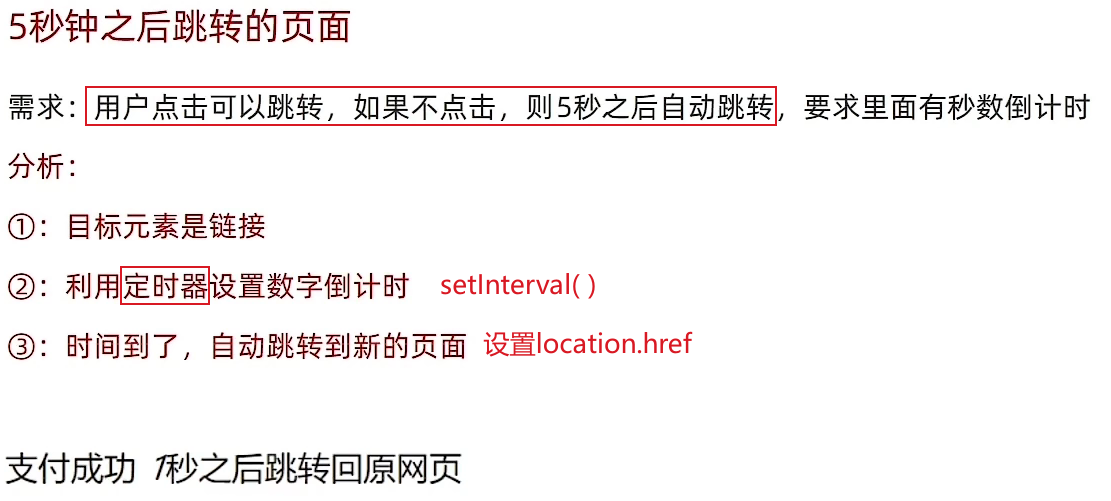 5秒钟之后跳转的页面
需求：用户点击可以跳转，如果不点击，则5秒之后自动跳转，要求里面有秒数倒计时
分析：
①：目标元素是链接
②：利用定时器设置数字倒计时 setInterval( )
③：时间到了，自动跳转到新的页面 设置location.href
支付成功 1秒之后跳转回原网页